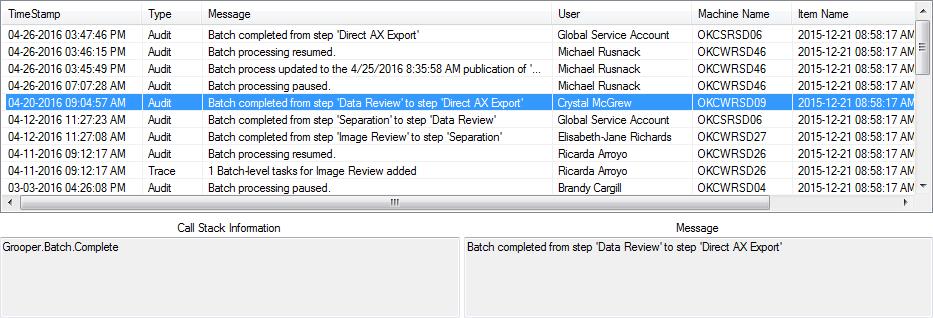 TimeStamp Type Message User Machine Name Item Name
04-26-2016 03:47:46 PM Audit Batch completed from step 'Direct AX Export' Global Service Account OKCSRSD06 2015-12-21 08:58:17 AM
04-26-2016 03:46:15 PM Audit Batch processing resumed. Michael Rusnack OKCWRSD46 2015-12-21 08:58:17 AM
04-26-2016 03:45:49 PM Audit Batch process updated to the 4/25/2016 8:35:58 AM publication of '... Michael Rusnack OKCWRSD46 2015-12-21 08:58:17 AM
04-26-2016 07:07:28 AM Audit Batch processing paused. Michael Rusnack OKCWRSD46 2015-12-21 08:58:17 AM
04-20-2016 09:04:57 AM Audit Batch completed from step 'Data Review' to step 'Direct AX Export' Crystal McGrew OKCWRSD09 2015-12-21 08:58:17 AM
04-12-2016 11:27:23 AM Audit Batch completed from step 'Separation' to step 'Data Review' Global Service Account OKCSRSD06 2015-12-21 08:58:17 AM
04-12-2016 11:27:08 AM Audit Batch completed from step 'Image Review' to step 'Separation' Elisabeth-Jane Richards OKCWRSD27 2015-12-21 08:58:17 AM
04-11-2016 09:12:17 AM Audit Batch processing resumed. Ricarda Arroyo OKCWRSD26 2015-12-21 08:58:17 AM
04-11-2016 09:12:17 AM Trace 1 Batch-level tasks for Image Review added Ricarda Arroyo OKCWRSD26 2015-12-21 08:58:17 AM
03-03-2016 04:26:08 PM Audit Batch processing paused. Brandy Cargill OKCWRSD04 2015-12-21 08:58:17 AM
Call Stack Information Message
Grooper.Batch.Complete Batch completed from step 'Data Review' to step 'Direct AX Export'